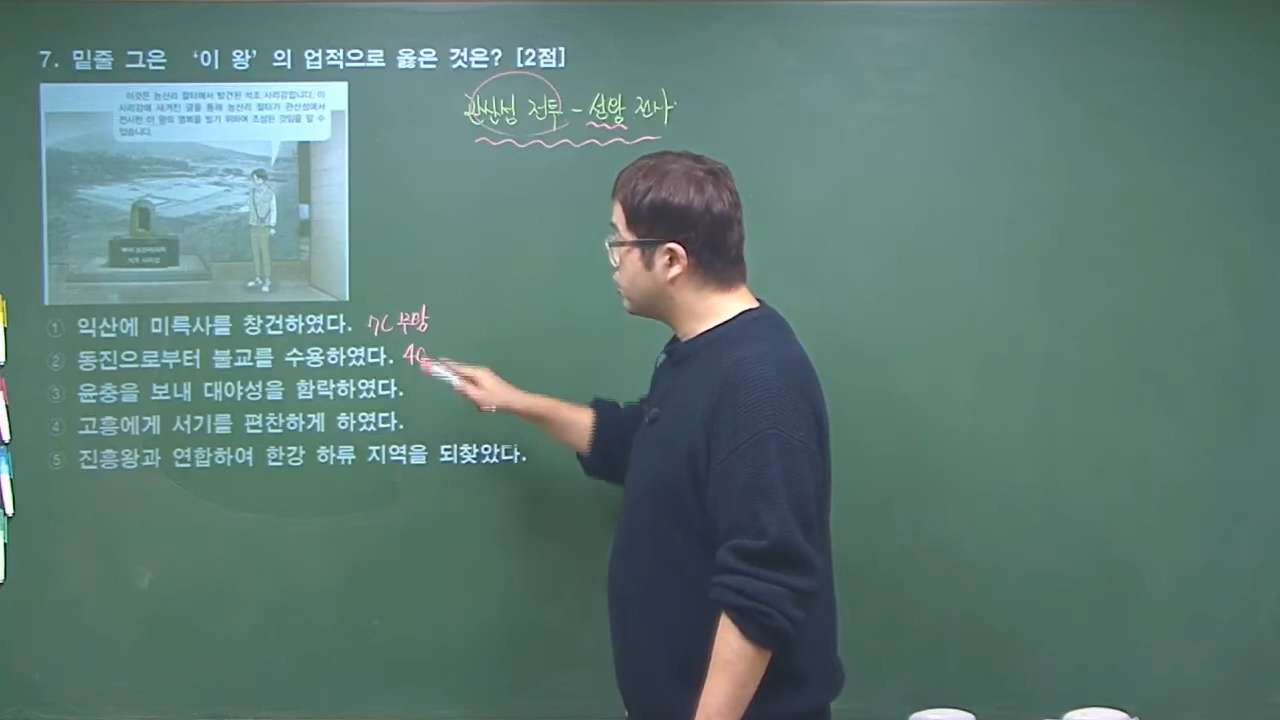 7. 밑줄 그은 '이 왕' 의 업적으로 옳은 것은? [2점]
이것은 능산리 절터에서 발견된 석조 사리감입니다. 이
사리감에 새겨진 글을 통해 능산리 절터가 관산성에서
전사한 이 왕의 명복을 빌기 위하여 조성된 것임을 알 수
있습니다.
관산성 전투 - 성왕 전사
석조 사리감
① 익산에 미륵사를 창건하였다. 7C 무왕
② 동진으로부터 불교를 수용하였다. 4C
③ 윤충을 보내 대야성을 함락하였다.
④ 고흥에게 서기를 편찬하게 하였다.
⑤ 진흥왕과 연합하여 한강 하류 지역을 되찾았다.